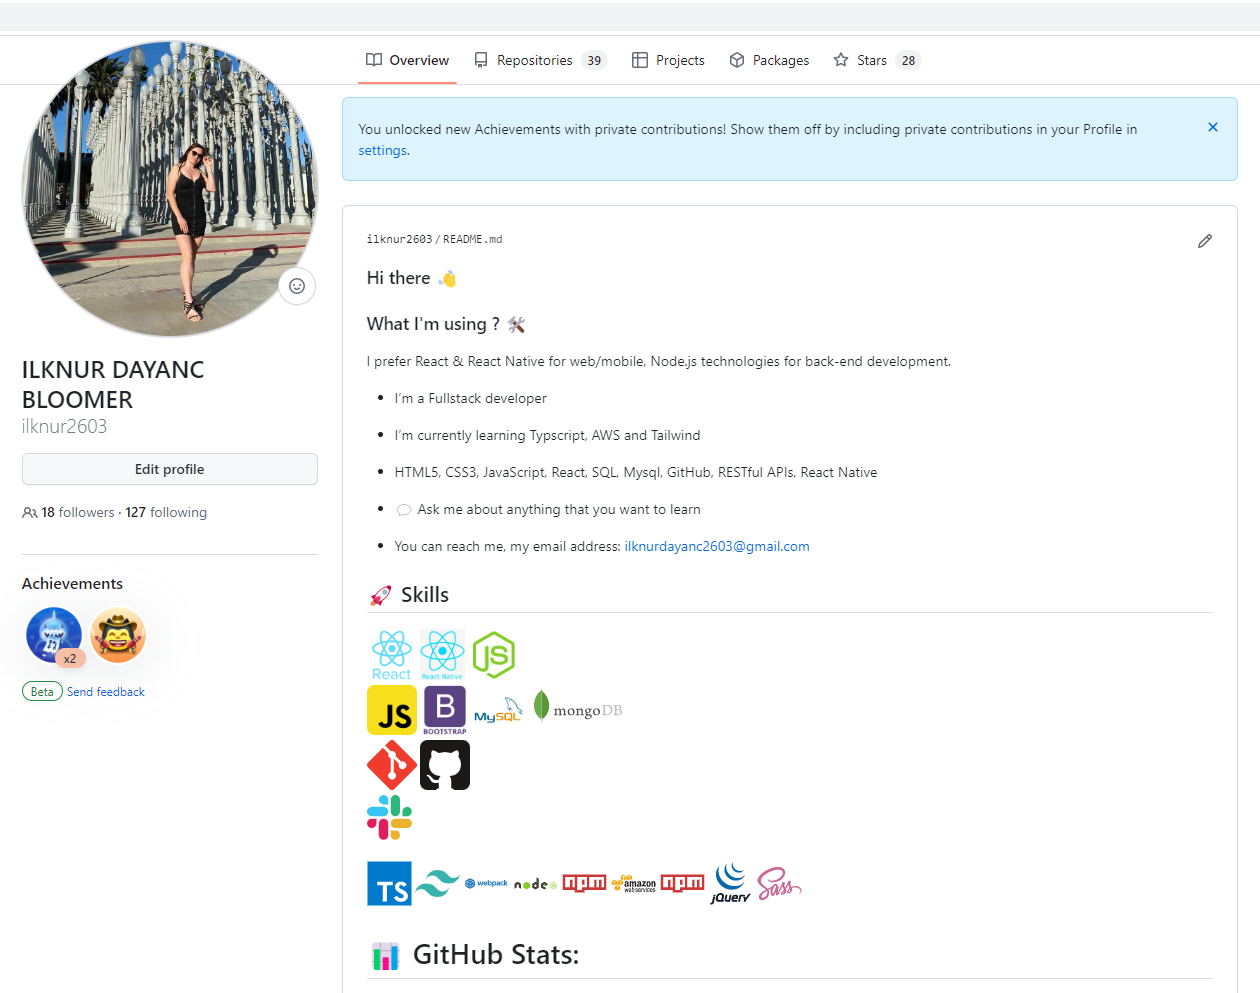 Overview Repositories 39 Projects Packages Stars 28
You unlocked new Achievements with private contributions! Show them off by including private contributions in your Profile in
settings.
ILKNUR DAYANC
BLOOMER
ilknur2603
Edit profile
18 followers · 127 following
Achievements
x2
Beta Send feedback
ilknur2603/README.md
Hi there
What I'm using ?
I prefer React & React Native for web/mobile, Node.js technologies for back-end development.
• I'm a Fullstack developer
• I'm currently learning Typscript, AWS and Tailwind
• HTML5, CSS3, JavaScript, React, SQL, Mysql, GitHub, RESTful APIs, React Native
• Ask me about anything that you want to learn
• You can reach me, my email address: ilknurdayanc2603@gmail.com
Skills
React React Native JS
JS B BOOTSTRAP MySQL mongoDB
TS webpack node npm amazon webservices npm jQuery Sass
GitHub Stats: